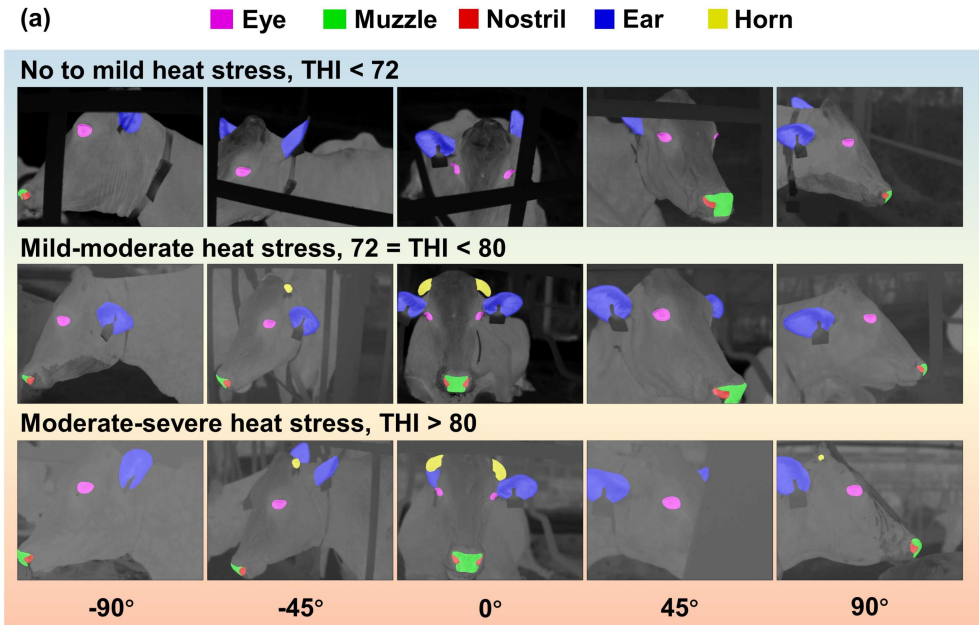 (a) Eye Muzzle Nostril Ear Horn
No to mild heat stress, THI < 72
Mild-moderate heat stress, 72 = THI < 80
Moderate-severe heat stress, THI > 80
-90° -45° 0° 45° 90°